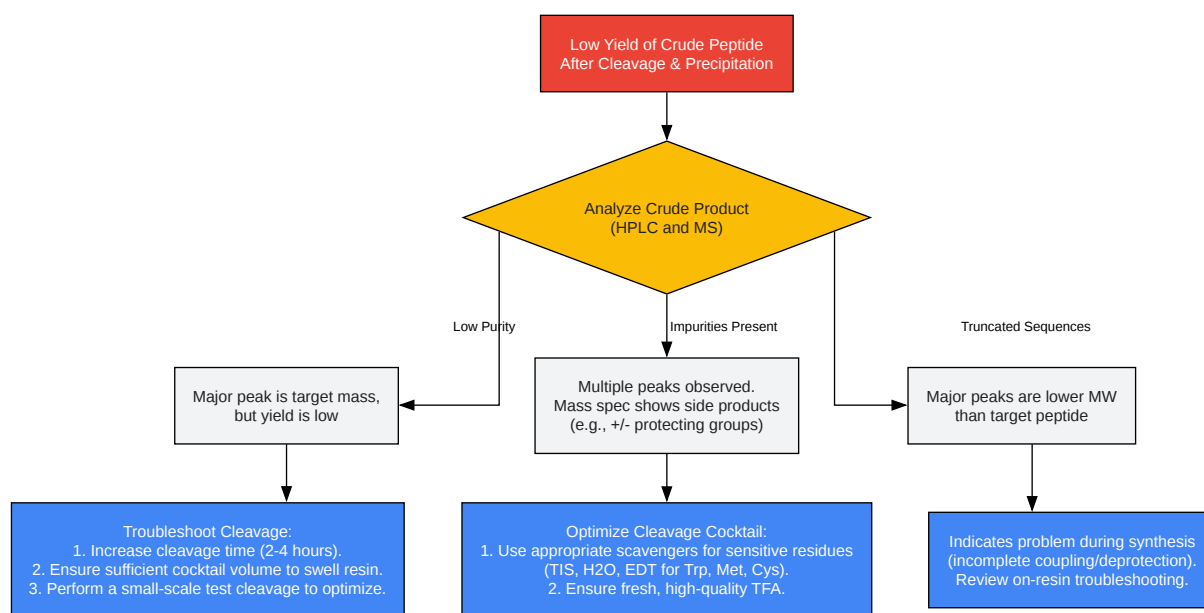 Low Yield of Crude Peptide
After Cleavage & Precipitation
Analyze Crude Product
(HPLC and MS)
Low Purity
Impurities Present
Truncated Sequences
Major peak is target mass,
but yield is low
Multiple peaks observed.
Mass spec shows side products
(e.g., +/- protecting groups)
Major peaks are lower MW
than target peptide
Troubleshoot Cleavage:
1. Increase cleavage time (2-4 hours).
2. Ensure sufficient cocktail volume to swell resin.
3. Perform a small-scale test cleavage to optimize.
Optimize Cleavage Cocktail:
1. Use appropriate scavengers for sensitive residues
(TIS, H2O, EDT for Trp, Met, Cys).
2. Ensure fresh, high-quality TFA.
Indicates problem during synthesis
(incomplete coupling/deprotection).
Review on-resin troubleshooting.